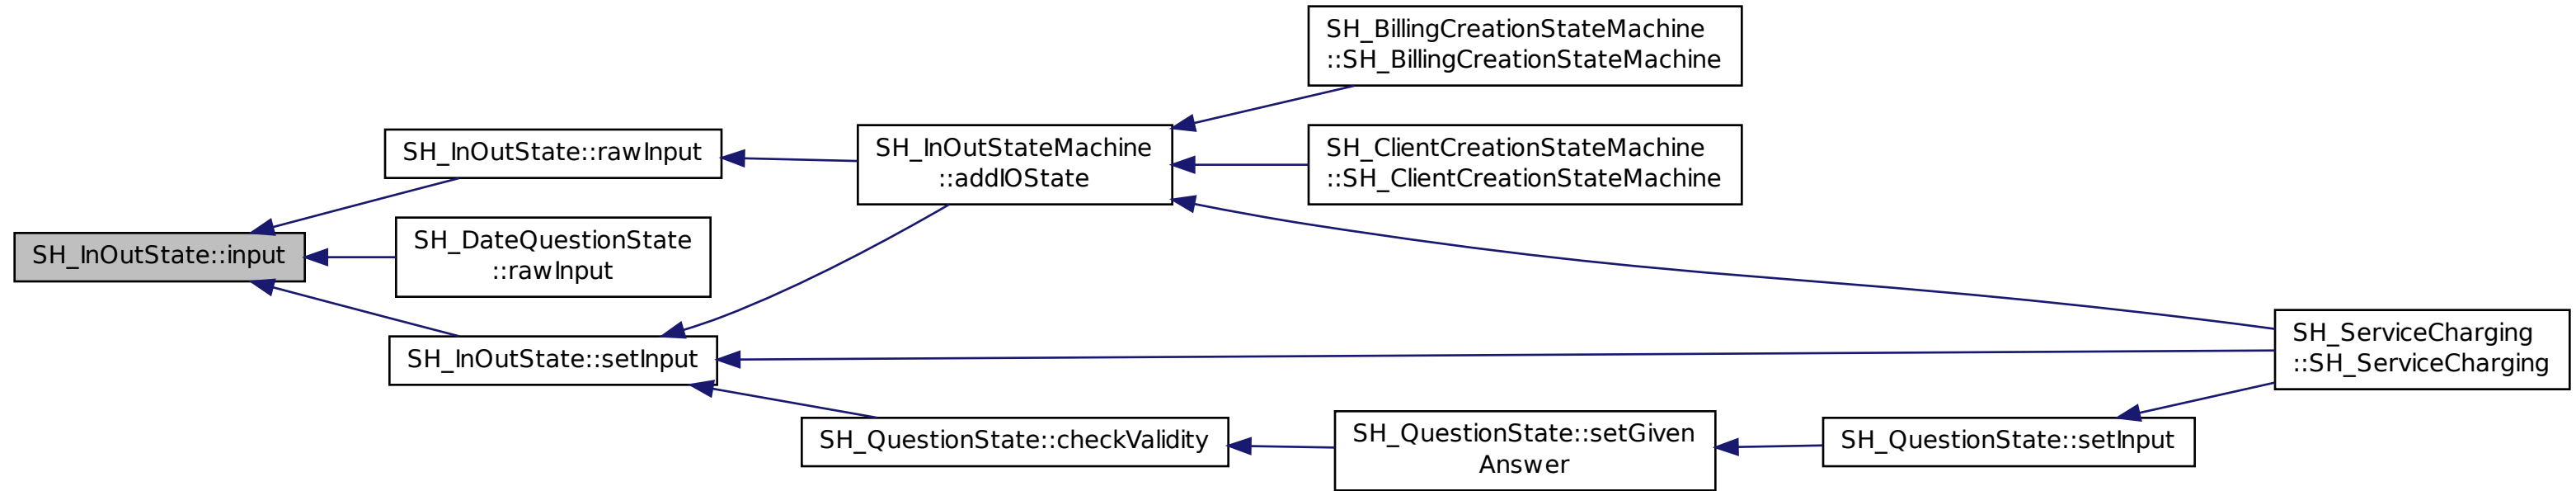 SH_BillingCreationStateMachine
::SH_BillingCreationStateMachine
SH_InOutState::rawInput
SH_InOutStateMachine
::addIOState
SH_ClientCreationStateMachine
::SH_ClientCreationStateMachine
SH_InOutState::input
SH_DateQuestionState
::rawInput
SH_InOutState::setInput
SH_ServiceCharging
::SH_ServiceCharging
SH_QuestionState::checkValidity
SH_QuestionState::setGiven
Answer
SH_QuestionState::setInput